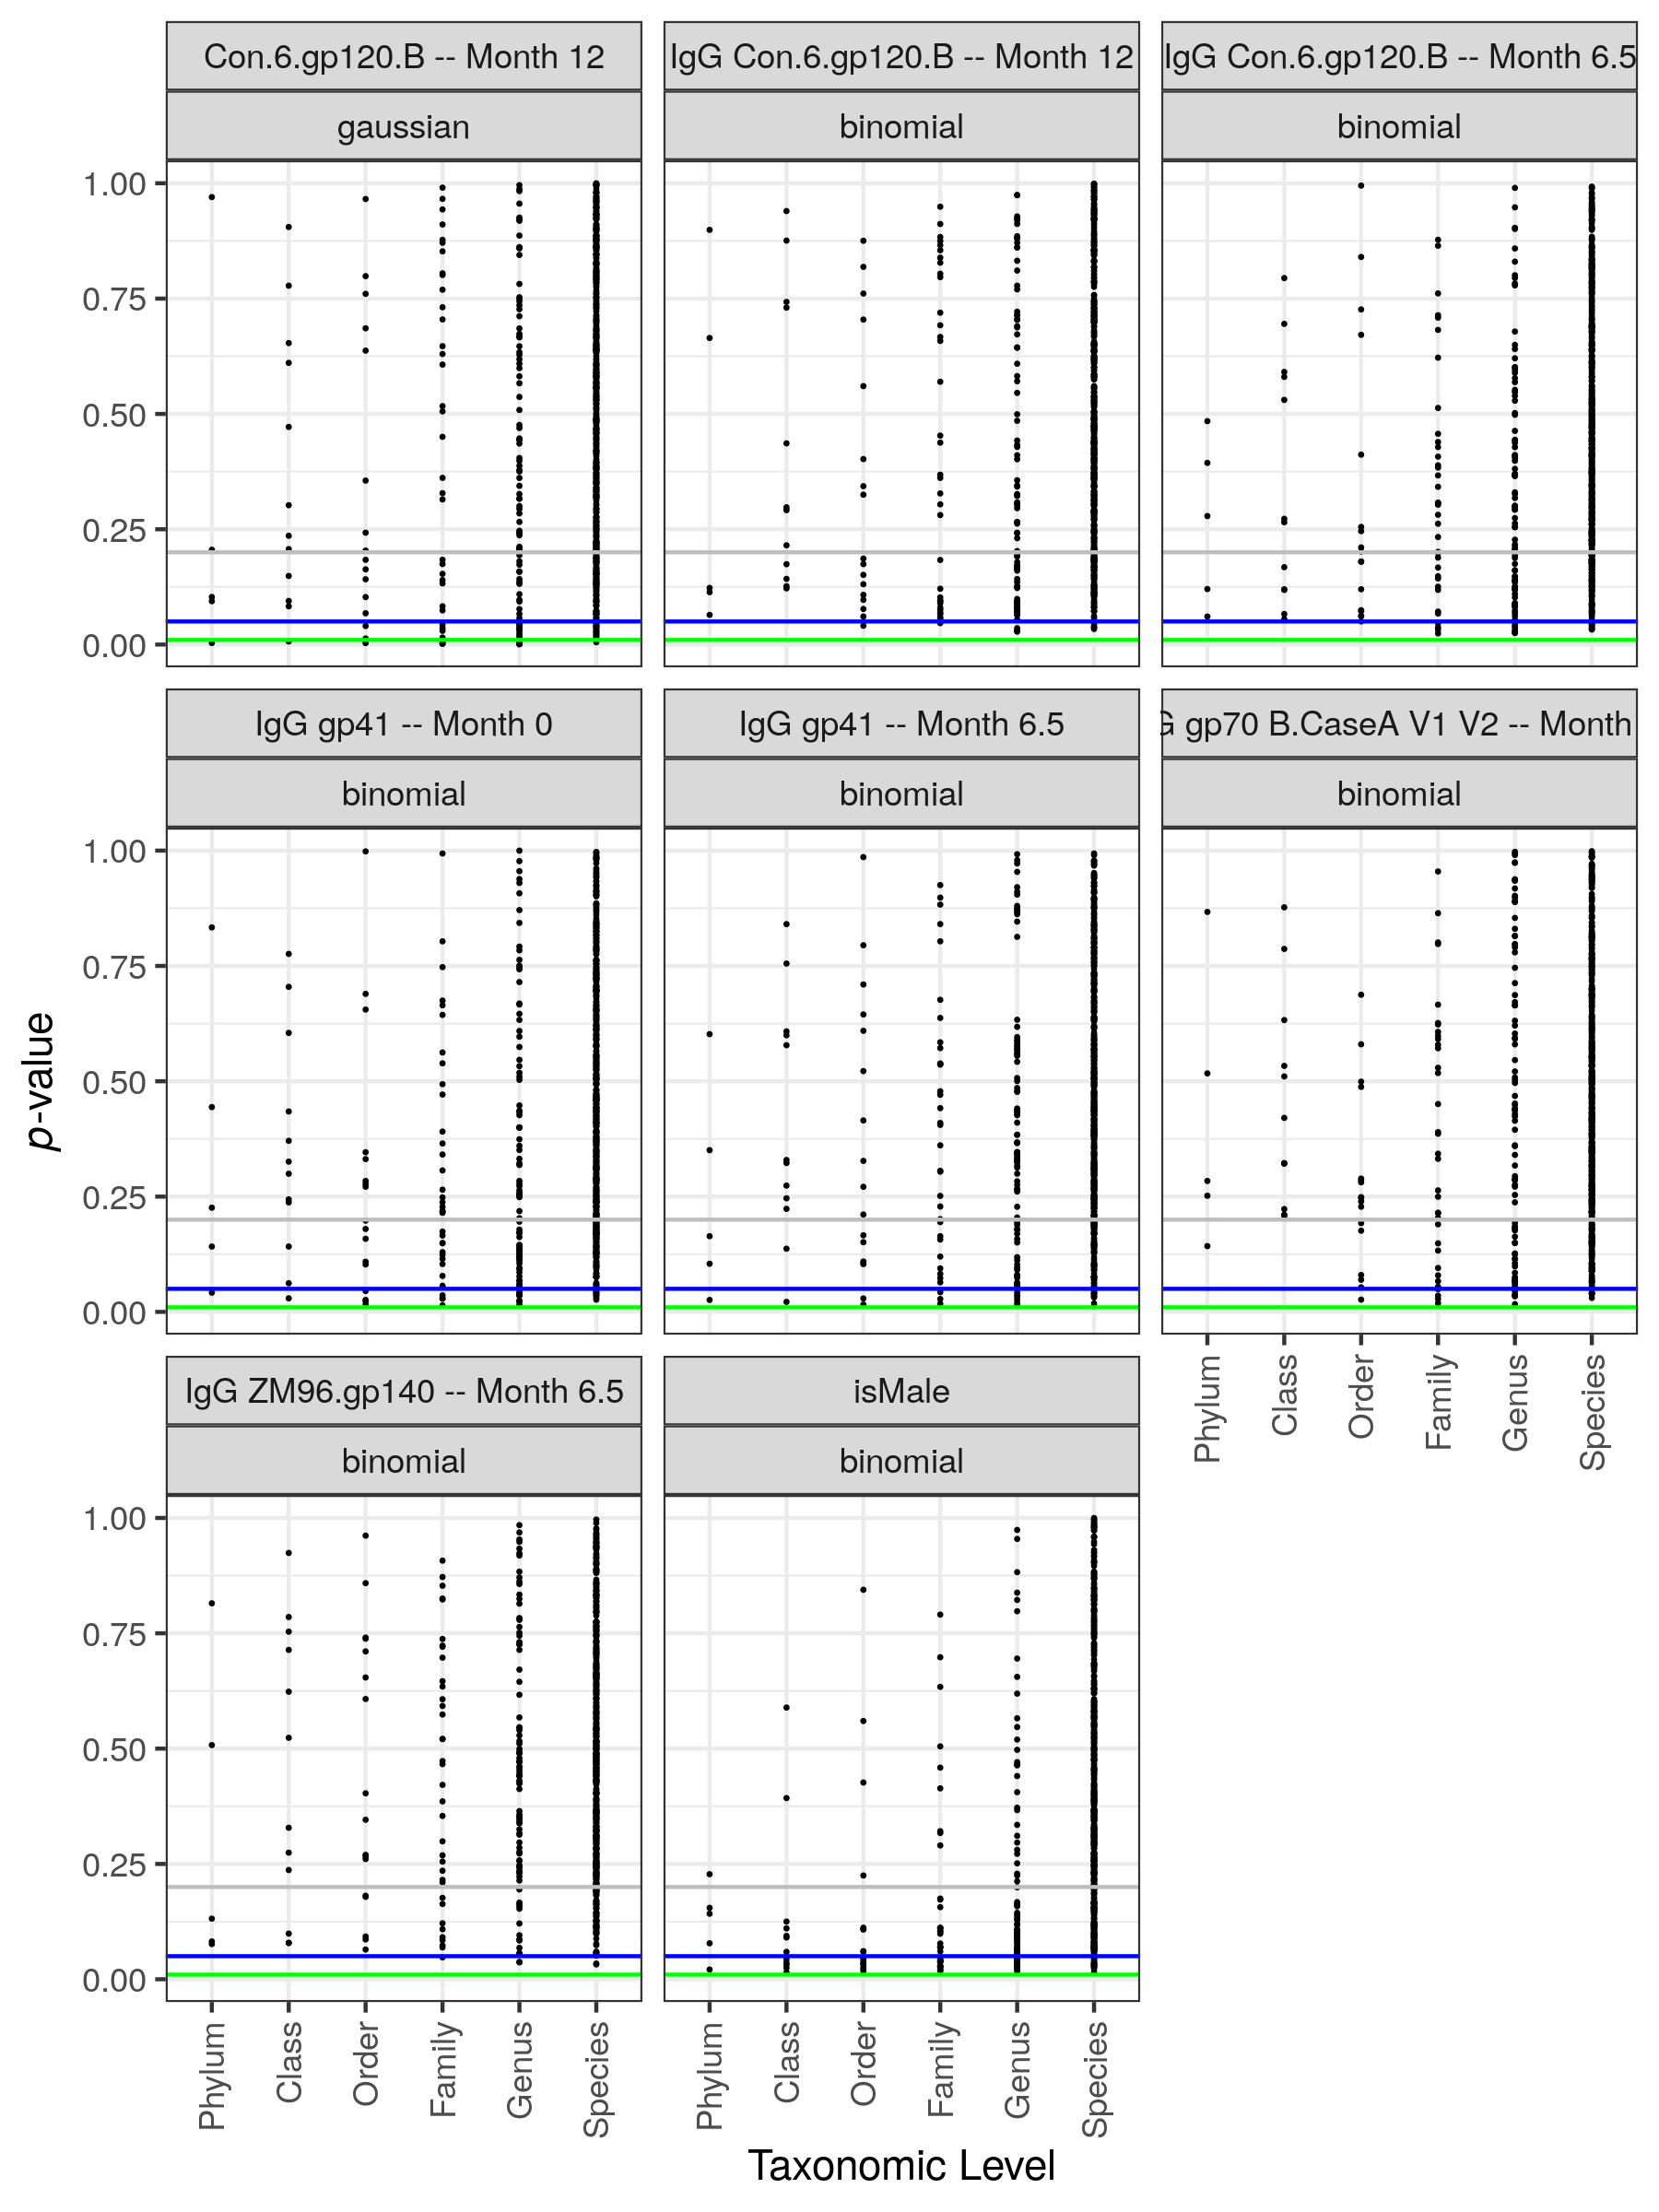 Con.6.gp120.B -- Month 12
gaussian
IgG Con.6.gp120.B -- Month 12
binomial
IgG Con.6.gp120.B -- Month 6.5
binomial
1.00
0.75
0.50
0.25
0.00
IgG gp41 -- Month 0
binomial
IgG gp41 -- Month 6.5
binomial
gp70 B.CaseA V1 V2 -- Month
binomial
1.00
0.75
0.50
0.25
0.00
Phylum
Class
Order
Family
Genus
Species
IgG ZM96.gp140 -- Month 6.5
binomial
isMale
binomial
1.00
0.75
0.50
0.25
0.00
Phylum
Class
Order
Family
Genus
Species
Phylum
Class
Order
Family
Genus
Species
p-value
Taxonomic Level